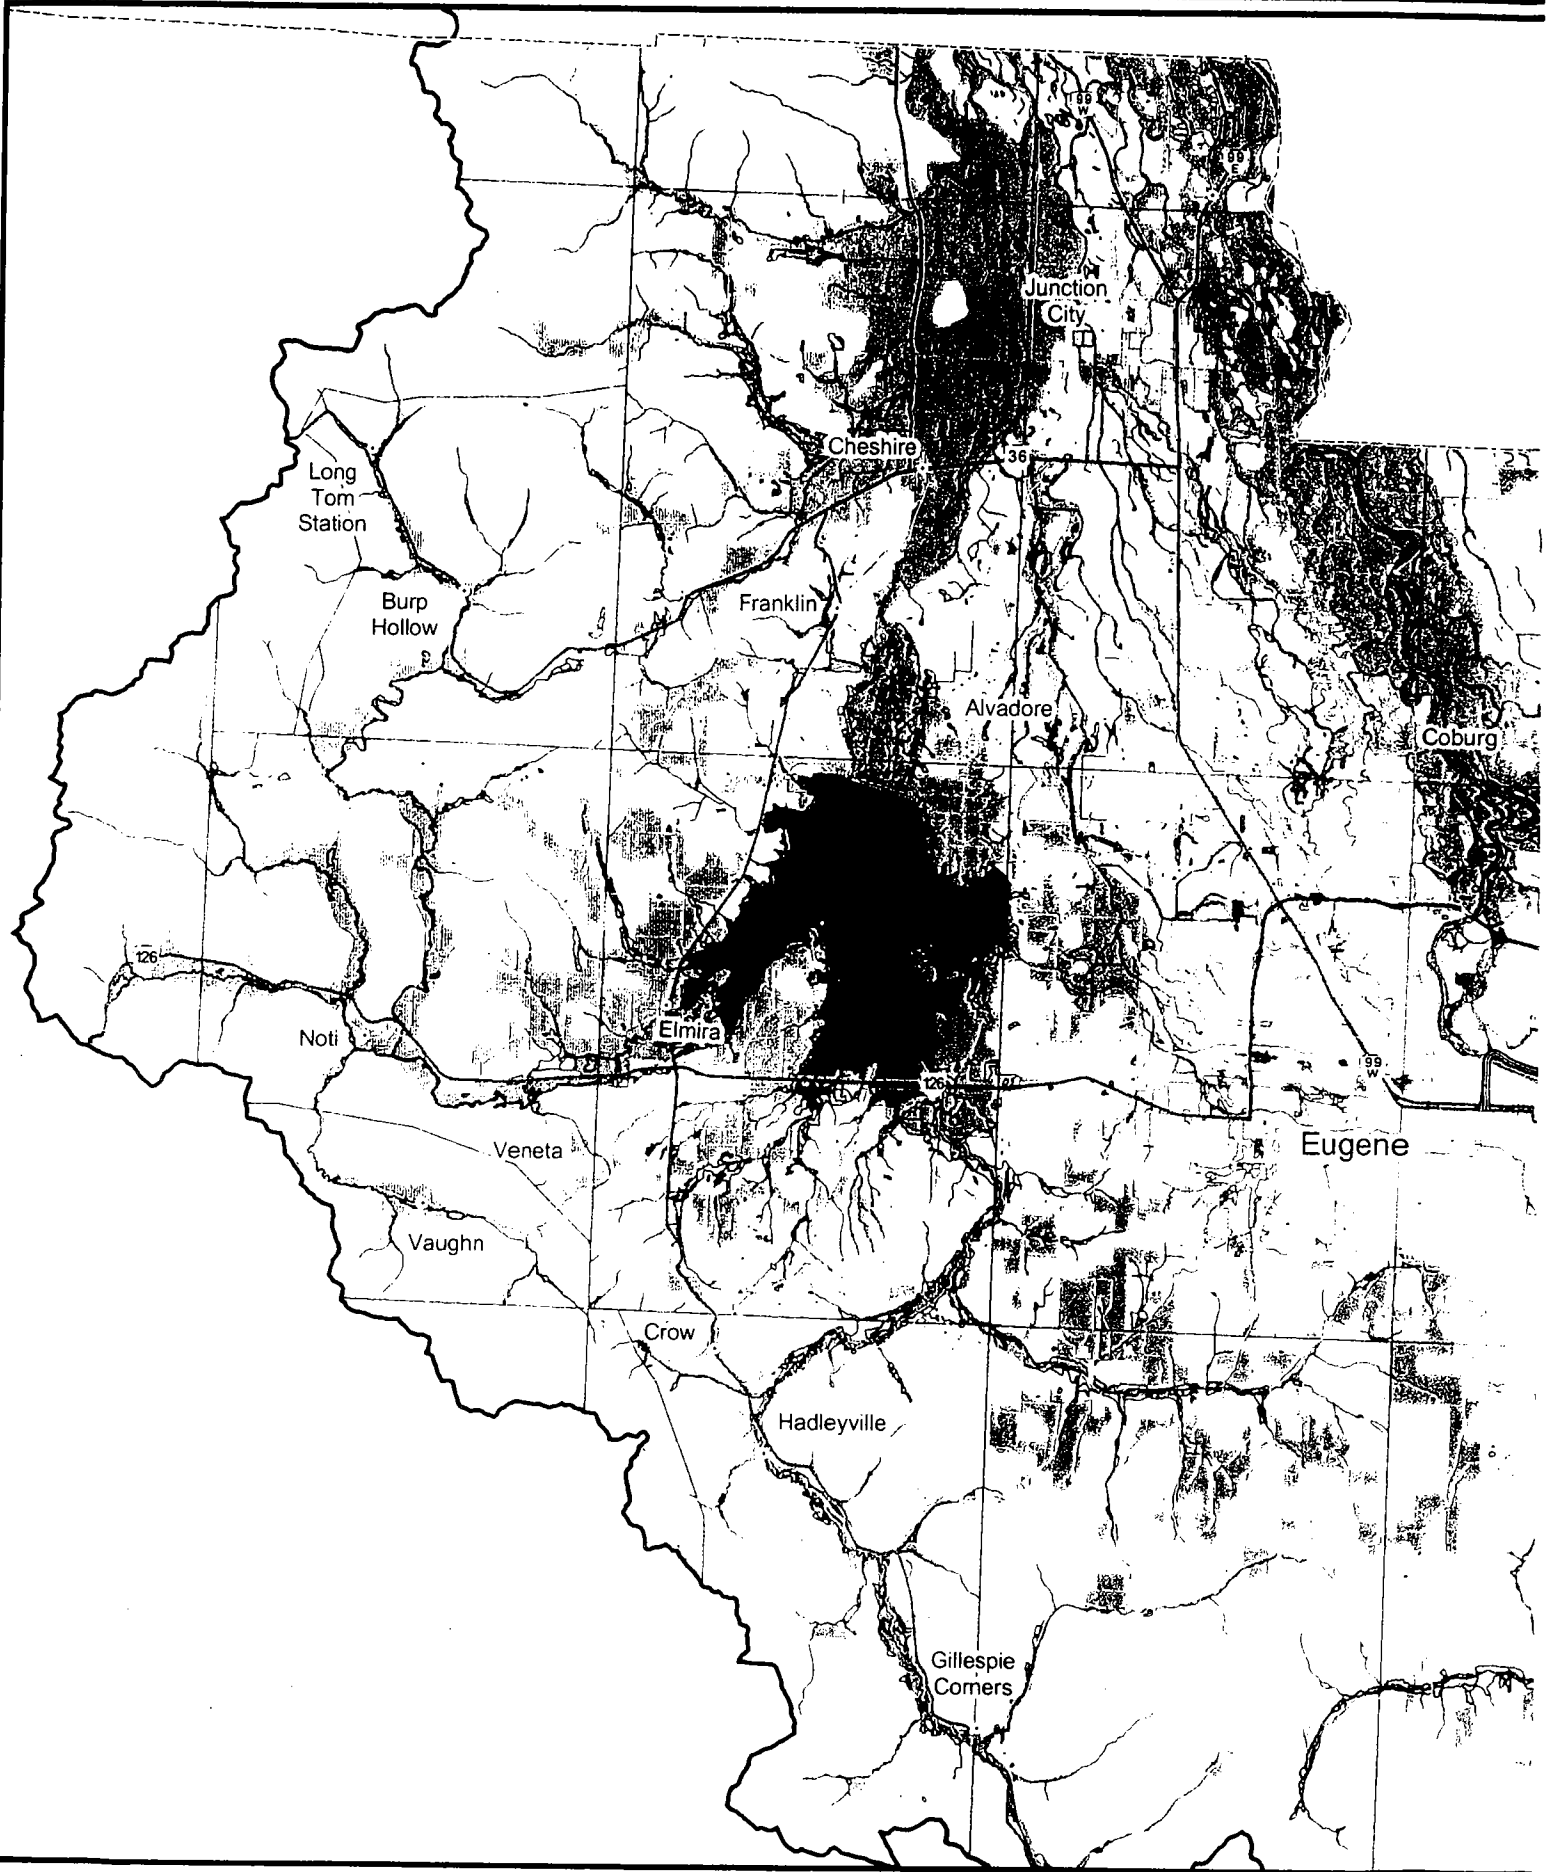 99
W
99
E
Junction
City
Cheshire
36
Long
Tom
Station
Burp
Hollow
Franklin
Alvadore
Coburg
126
Noti
Elmira
126
99
W
Eugene
Veneta
Vaughn
Crow
Hadleyville
Gillespie
Corners